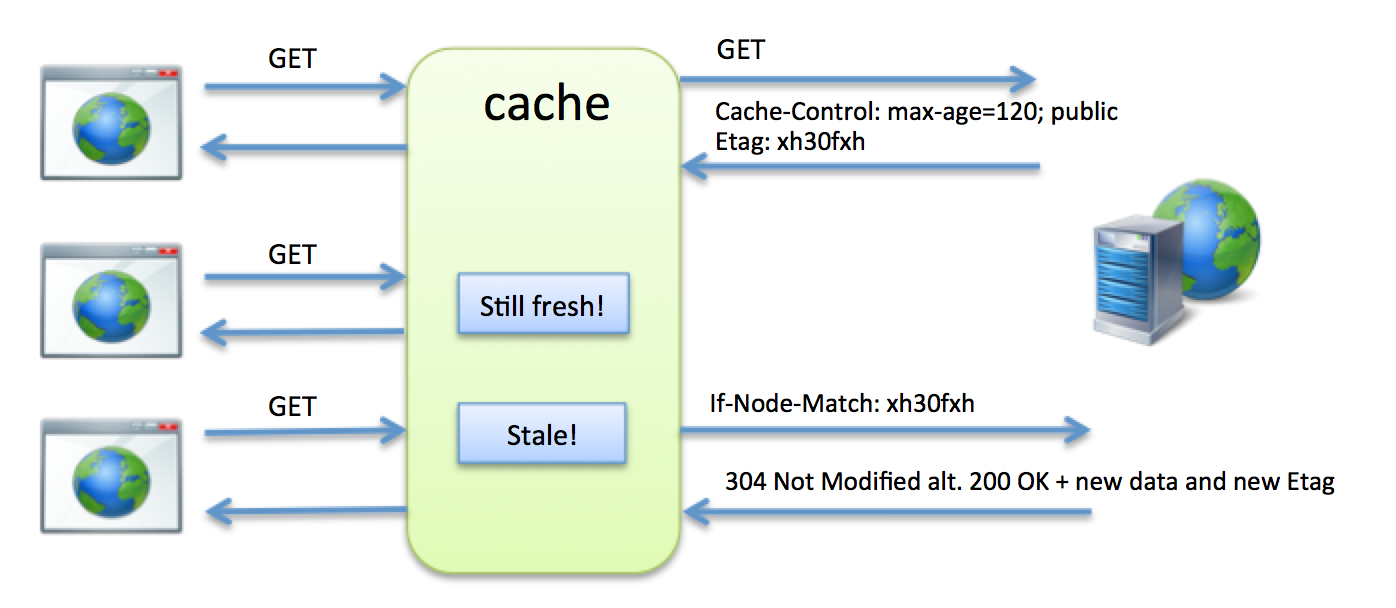 GET
GET
cache
Cache-Control: max-age=120; public
Etag: xh30fxh
GET
Still fresh!
GET
If-Node-Match: xh30fxh
Stale!
304 Not Modified alt. 200 OK + new data and new Etag